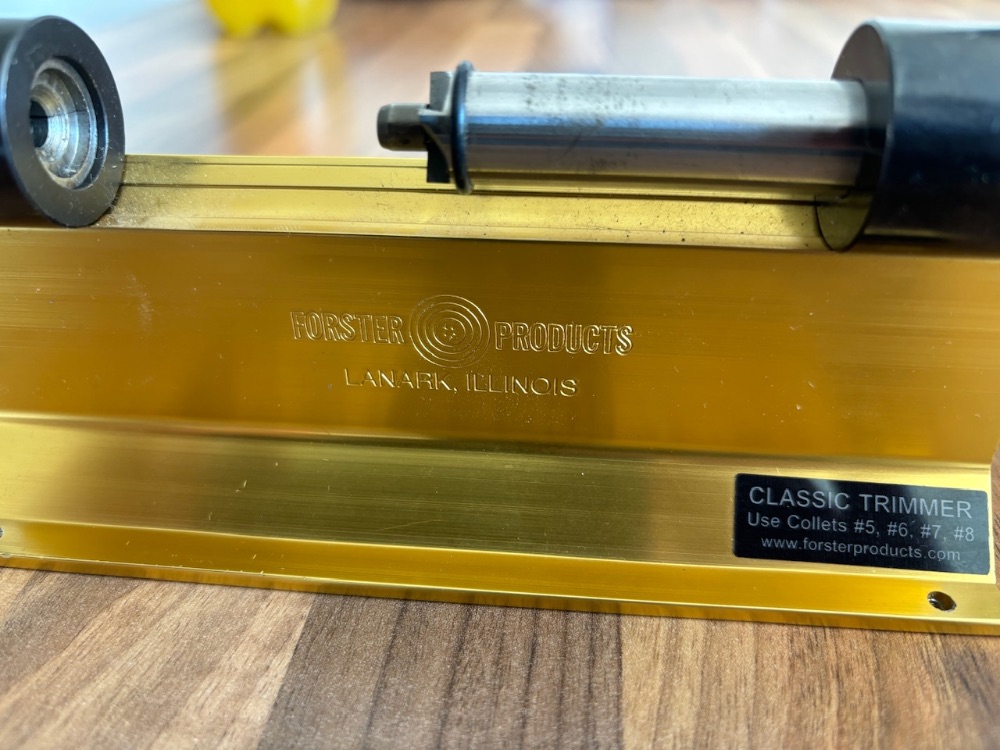 FORSTER PRODUCTS
LANARK, ILLINOIS
CLASSIC TRIMMER
Use Collets #5, #6, #7, #8
www.forsterproducts.com